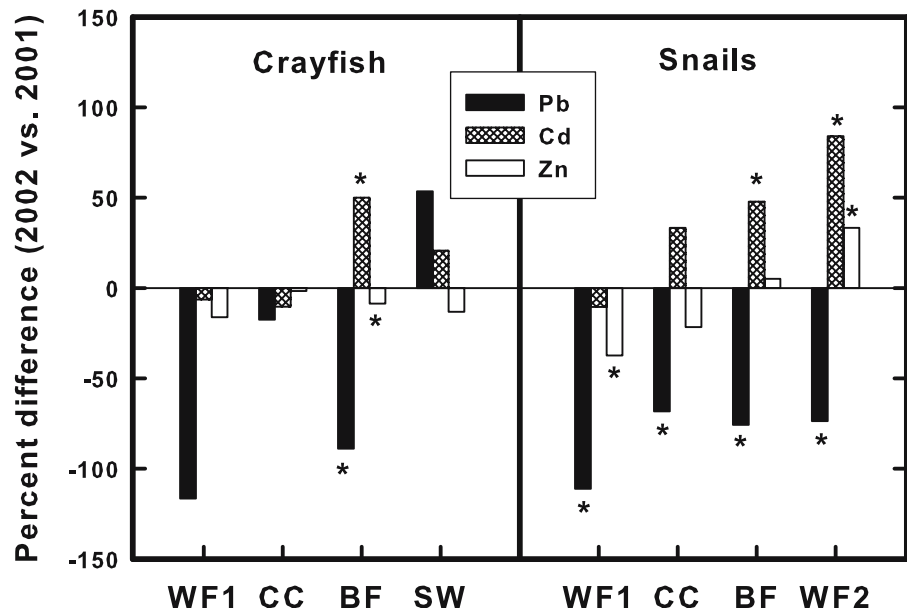 Percent difference (2002 vs. 2001)
150
100
50
0
-50
-100
-150
Crayfish
Snails
Pb
Cd
Zn
*
*
*
*
*
*
*
*
*
*
*
WF1 CC BF SW WF1 CC BF WF2